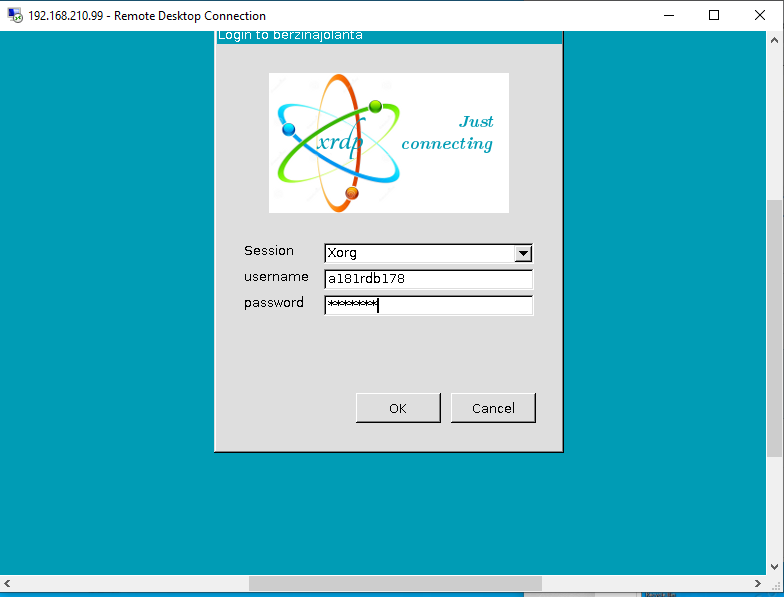 192.168.210.99 - Remote Desktop Connection
Login to berzinajolanta
xrdp
Just
connecting
Session
Xorg
username
a181rdb178
password
*******
OK
Cancel